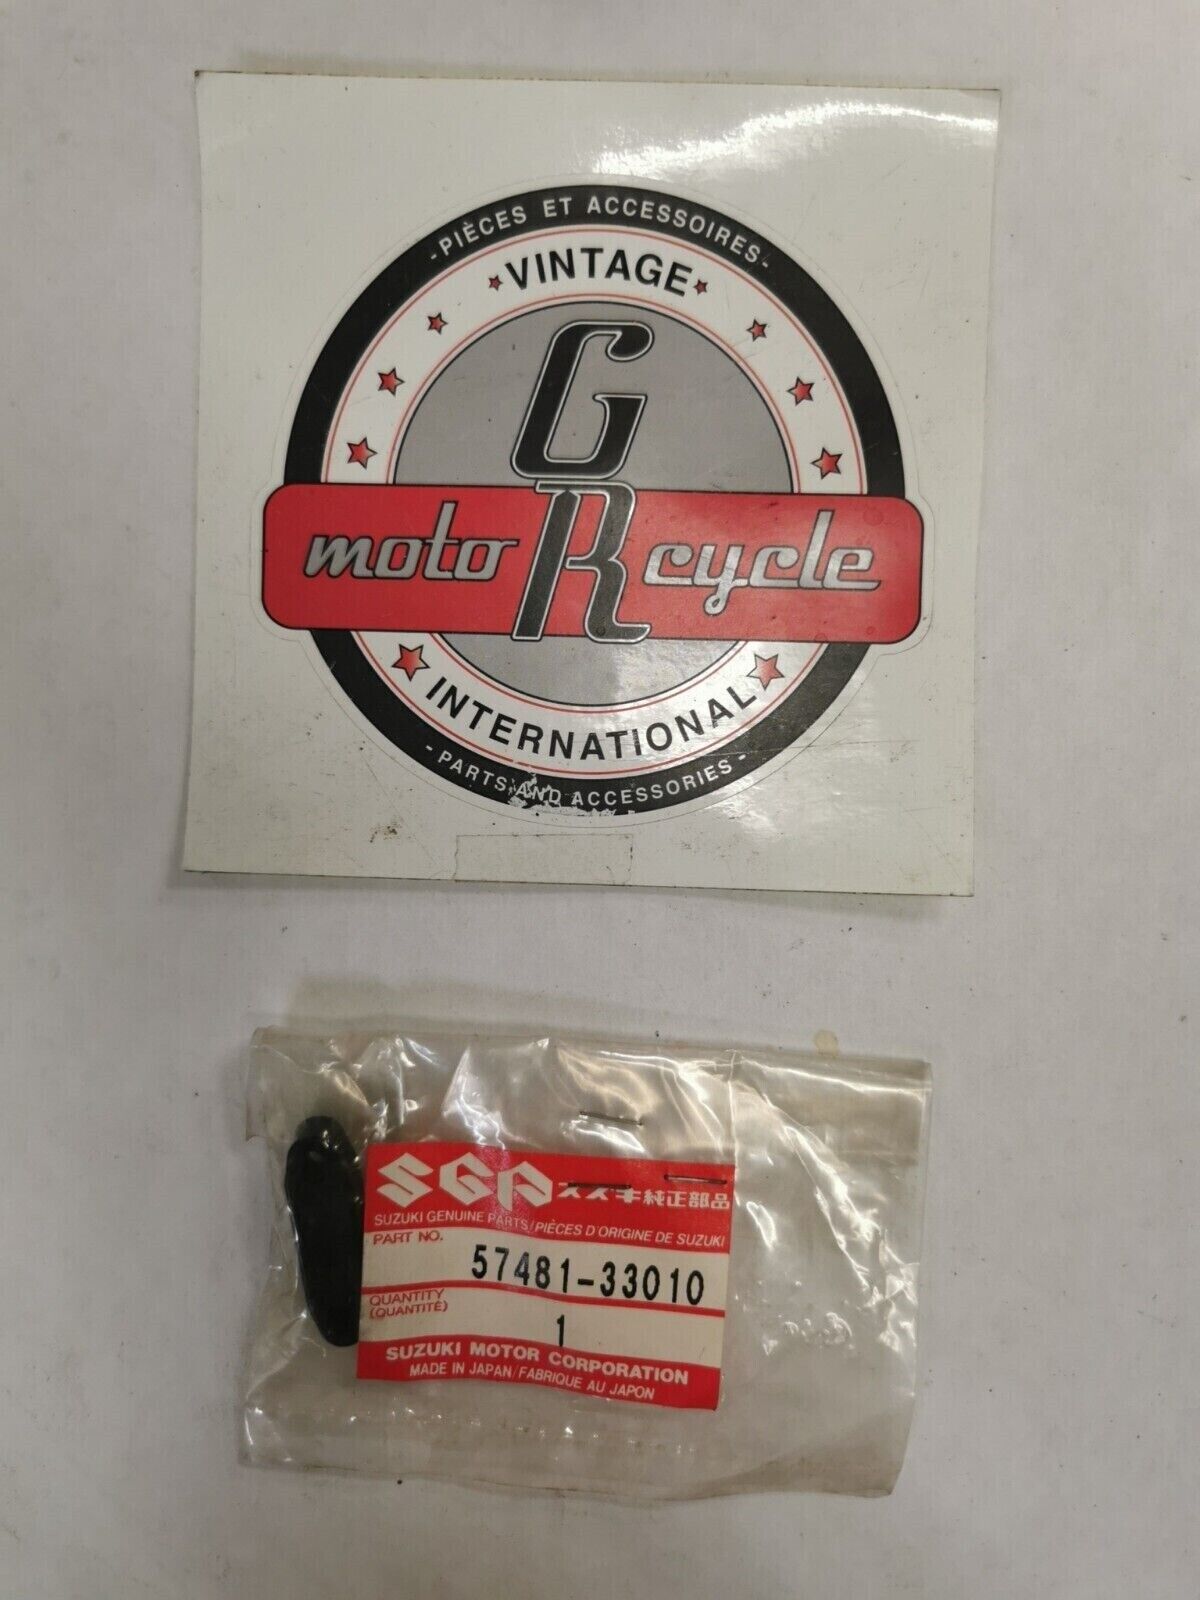 - PIÈCES ET ACCESSOIRES -
VINTAGE
G
moto R cycle
INTERNATIONAL
- PARTS AND ACCESSORIES -
SGP スズキ純正部品
SUZUKI GENUINE PARTS/PIÈCES D'ORIGINE DE SUZUKI
PART NO.
57481-33010
QUANTITY
(QUANTITÉ)
1
SUZUKI MOTOR CORPORATION
MADE IN JAPAN/FABRIQUE AU JAPON